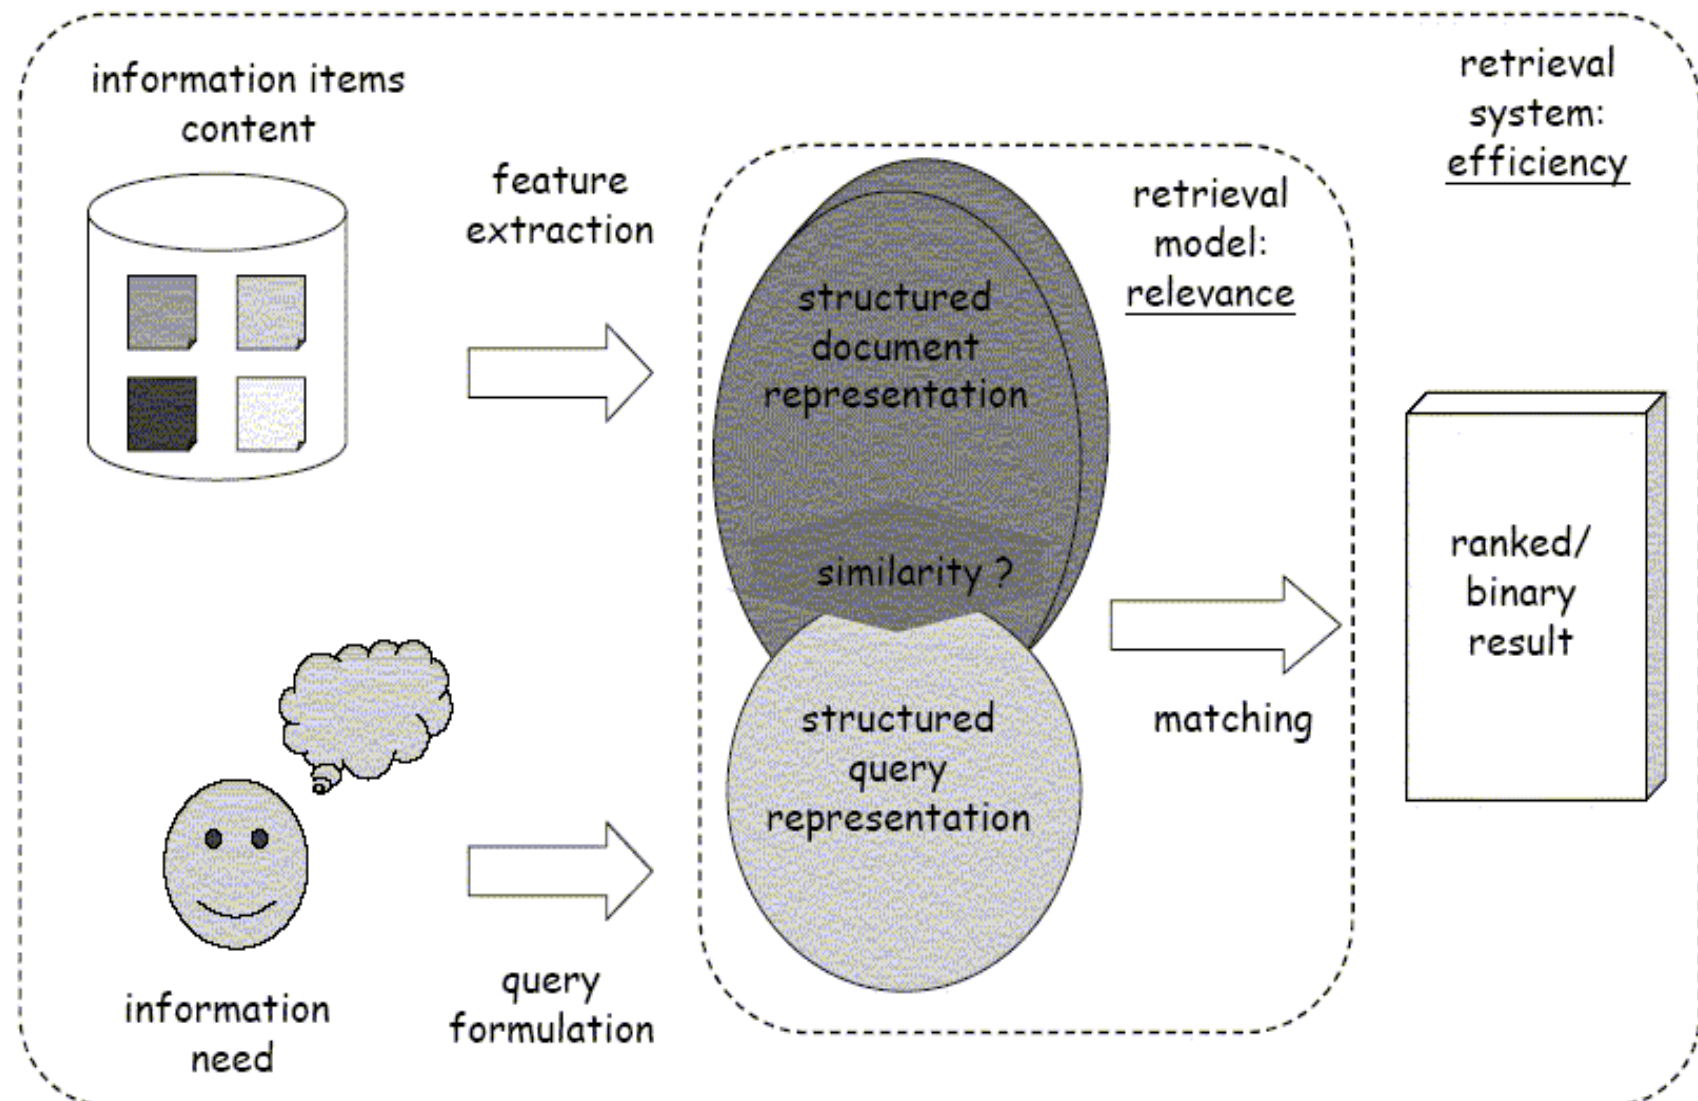 information items
content
feature
extraction
retrieval
system:
efficiency
retrieval
model:
relevance
structured
document
representation
similarity ?
ranked/
binary
result
matching
structured
query
representation
information
need
query
formulation